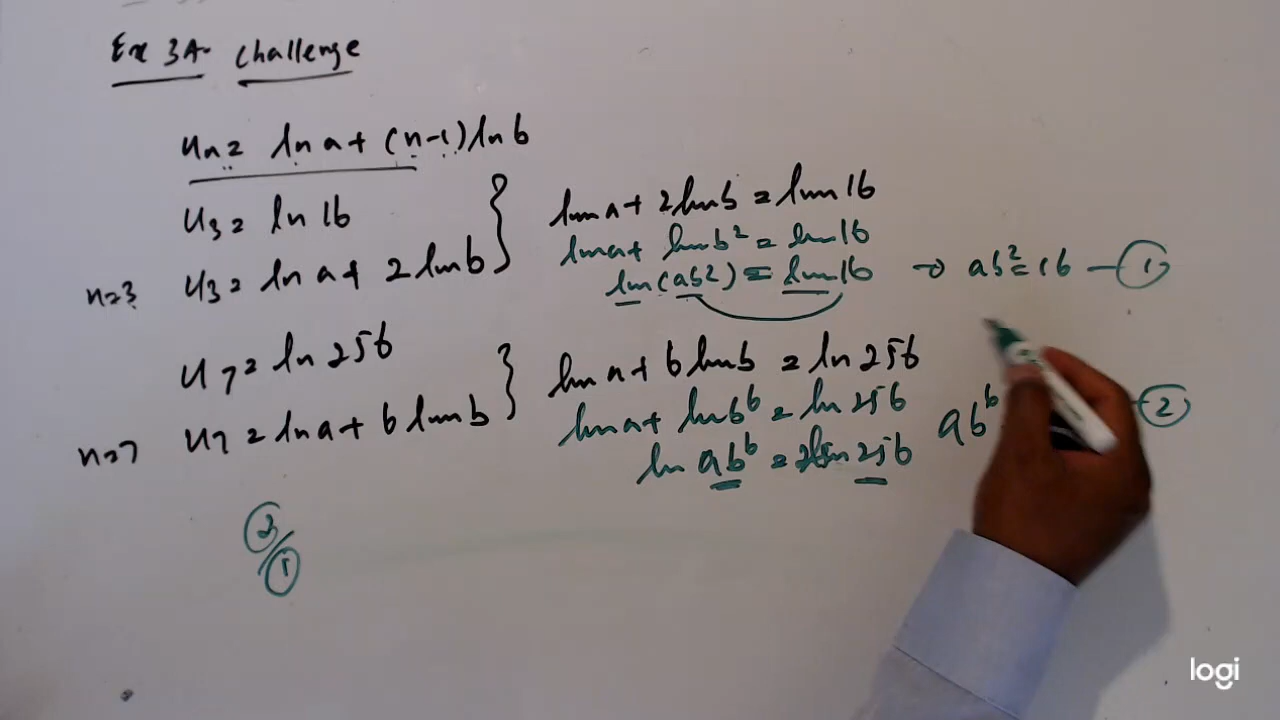 Ex 3A challenge
uₙ = ln a + (n-1) ln b
u₃ = ln 16
n=3 u₃ = ln a + 2 ln b
ln a + 2 ln b = ln 16
ln a + ln b² = ln 16
ln (ab²) = ln 16 → ab² = 16 — ①
u₇ = ln 256
n=7 u₇ = ln a + 6 ln b
ln a + 6 ln b = ln 256
ln a + ln b⁶ = ln 256
ln ab⁶ = ln 256
ab⁶ ②
②/①
logi